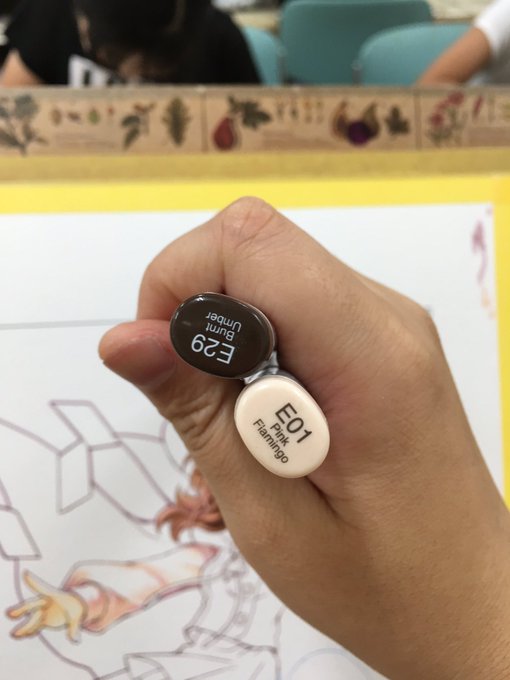 E29
Burnt
Umber
E01
Pink
Flamingo